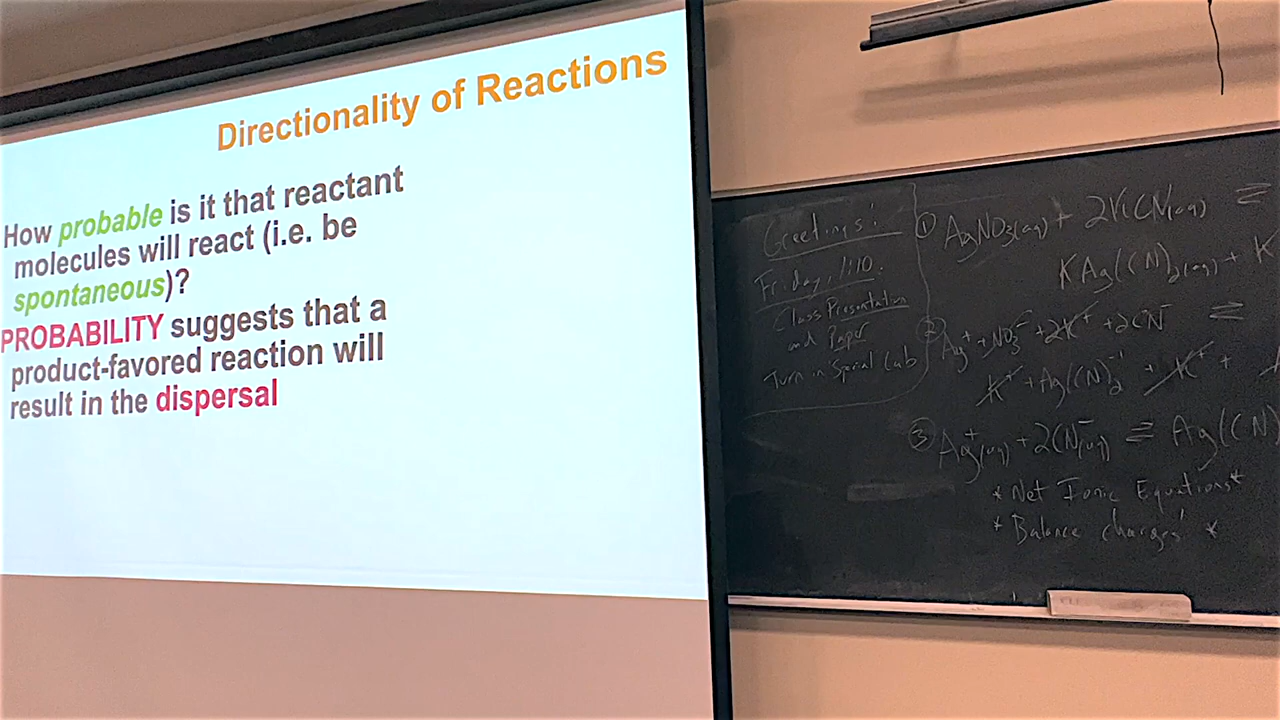 Directionality of Reactions
How probable is it that reactant
molecules will react (i.e. be
spontaneous)?
PROBABILITY suggests that a
product-favored reaction will
result in the dispersal
Greetings!
Friday, 1:10.
Class Presentation
and Paper
Turn in Special Lab
① AgNO₃(aq) + 2KCN(aq) ⇌
KAg(CN)₂(aq) + K
② Ag⁺ + NO₃⁻ + 2K⁺ + 2CN⁻ ⇌
K⁺ + Ag(CN)₂⁻¹ + K⁺ +
③ Ag⁺(aq) + 2CN⁻(aq) ⇌ Ag(CN)
* Net Ionic Equations *
* Balance charges! *